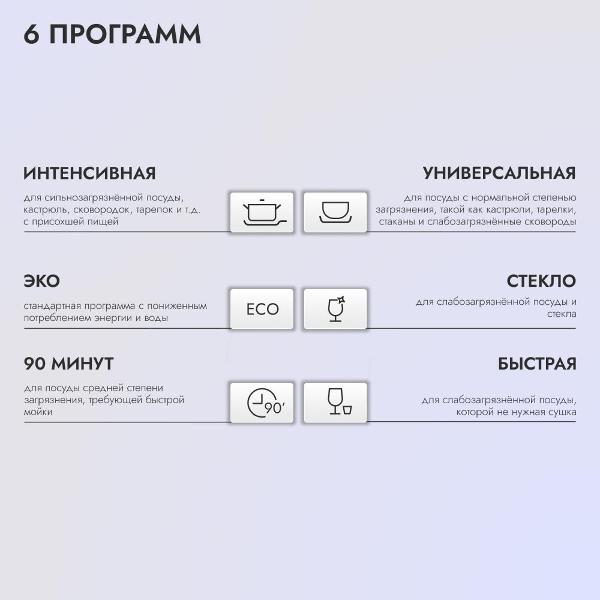 6 ПРОГРАММ
ИНТЕНСИВНАЯ
для сильнозагрязнённой посуды,
кастрюль, сковородок, тарелок и т.д.
с присохшей пищей
УНИВЕРСАЛЬНАЯ
для посуды с нормальной степенью
загрязнения, такой как кастрюли, тарелки,
стаканы и слабозагрязнённые сковороды
ЭКО
стандартная программа с пониженным
потреблением энергии и воды
ECO
СТЕКЛО
для слабозагрязнённой посуды и
стекла
90 МИНУТ
для посуды средней степени
загрязнения, требующей быстрой
мойки
90'
БЫСТРАЯ
для слабозагрязнённой посуды,
которой не нужная сушка